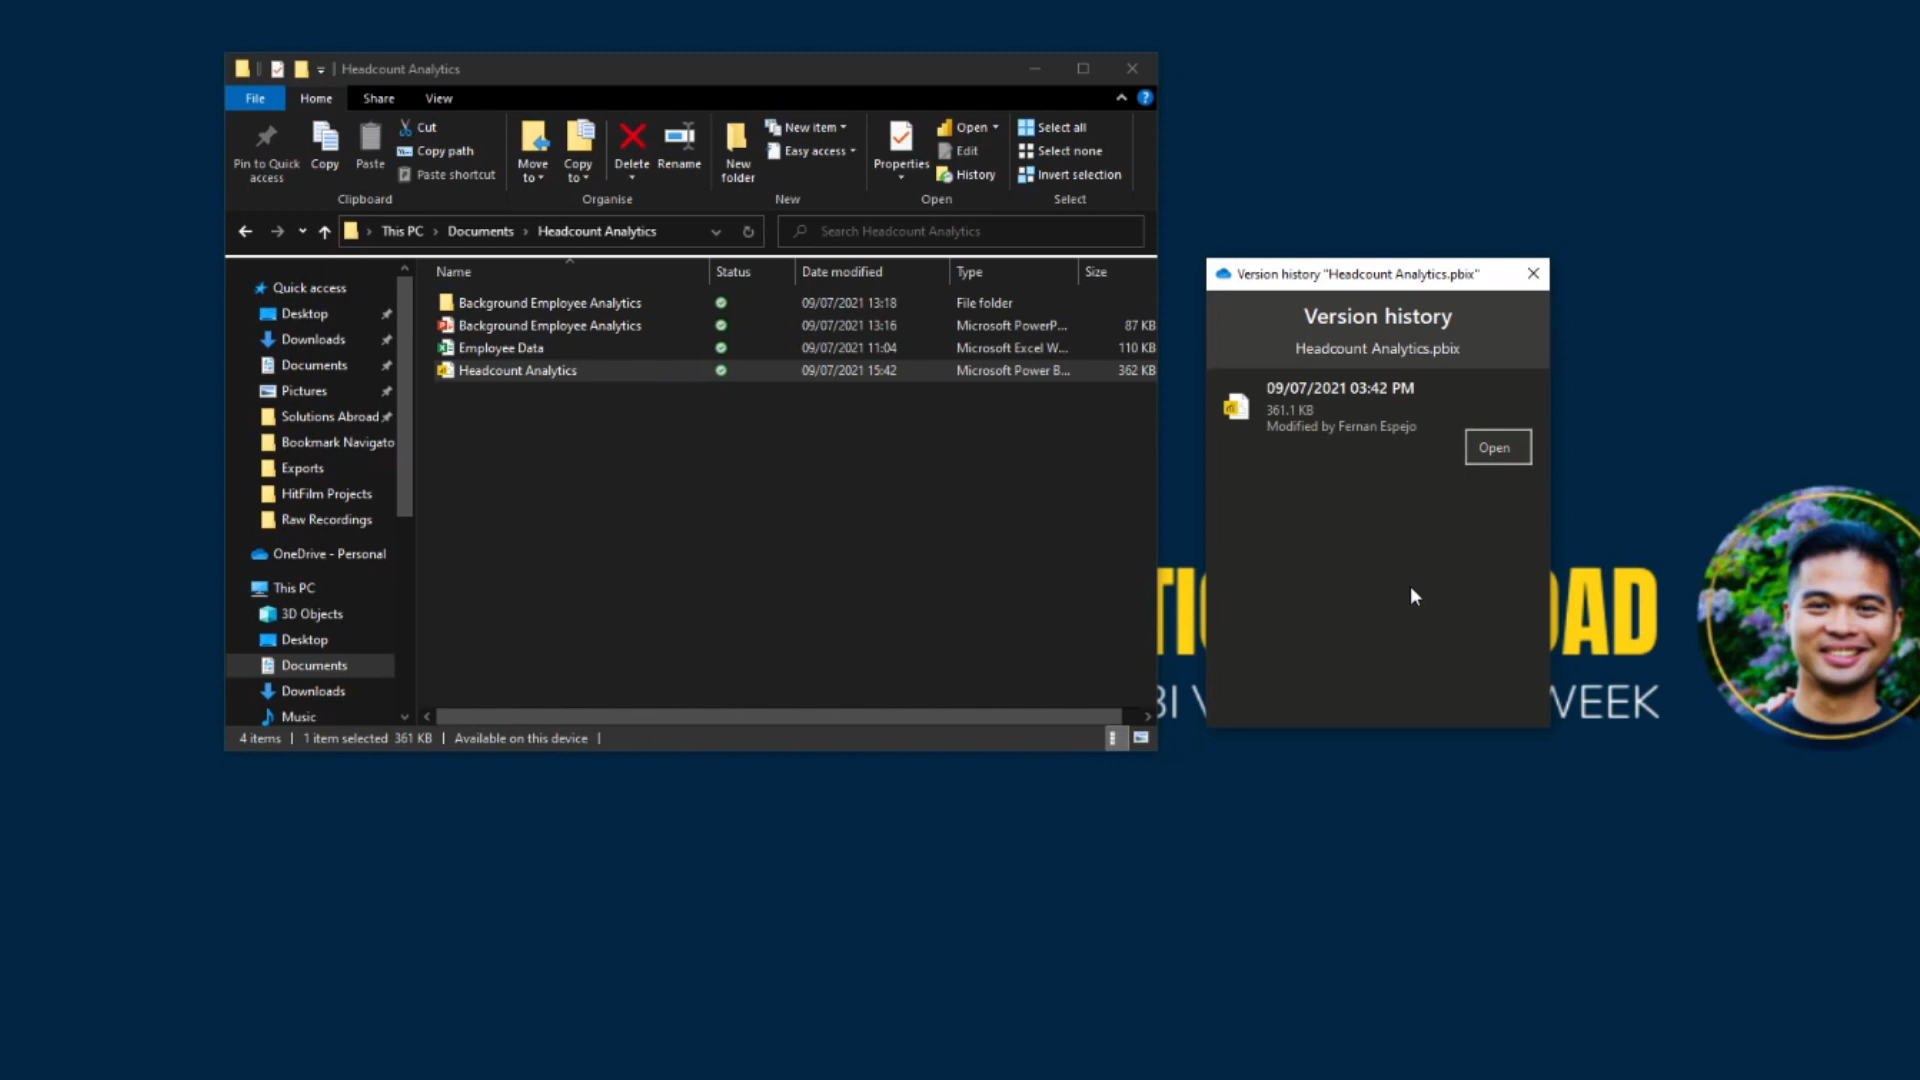 Headcount Analytics
File Home Share View
Pin to Quick access
Copy
Paste
Cut
Copy path
Paste shortcut
Clipboard
Move to
Copy to
Delete
Rename
Organise
New folder
New item
Easy access
New
Properties
Open
Edit
History
Open
Select all
Select none
Invert selection
Select
This PC > Documents > Headcount Analytics
Search Headcount Analytics
Name Status Date modified Type Size
Background Employee Analytics 09/07/2021 13:18 File folder
Background Employee Analytics 09/07/2021 13:16 Microsoft PowerP... 87 KB
Employee Data 09/07/2021 11:04 Microsoft Excel W... 110 KB
Headcount Analytics 09/07/2021 15:42 Microsoft Power B... 362 KB
Quick access
Desktop
Downloads
Documents
Pictures
Solutions Abroad
Bookmark Navigato
Exports
HitFilm Projects
Raw Recordings
OneDrive - Personal
This PC
3D Objects
Desktop
Documents
Downloads
Music
4 items | 1 item selected 361 KB | Available on this device |
Version history "Headcount Analytics.pbix"
Version history
Headcount Analytics.pbix
09/07/2021 03:42 PM
361.1 KB
Modified by Fernan Espejo
Open
OAD
WEEK